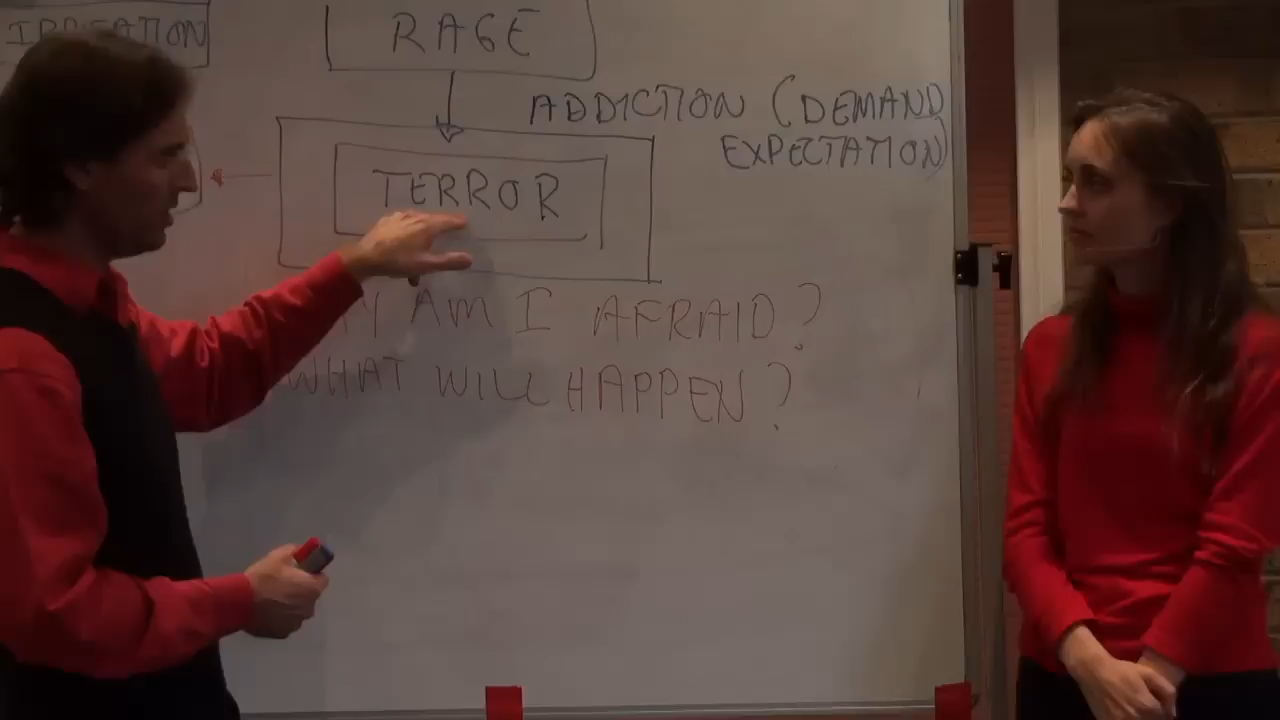 IRRITATION
RAGE
ADDICTION (DEMAND
EXPECTATION)
TERROR
AM I AFRAID?
WHAT WILL HAPPEN?